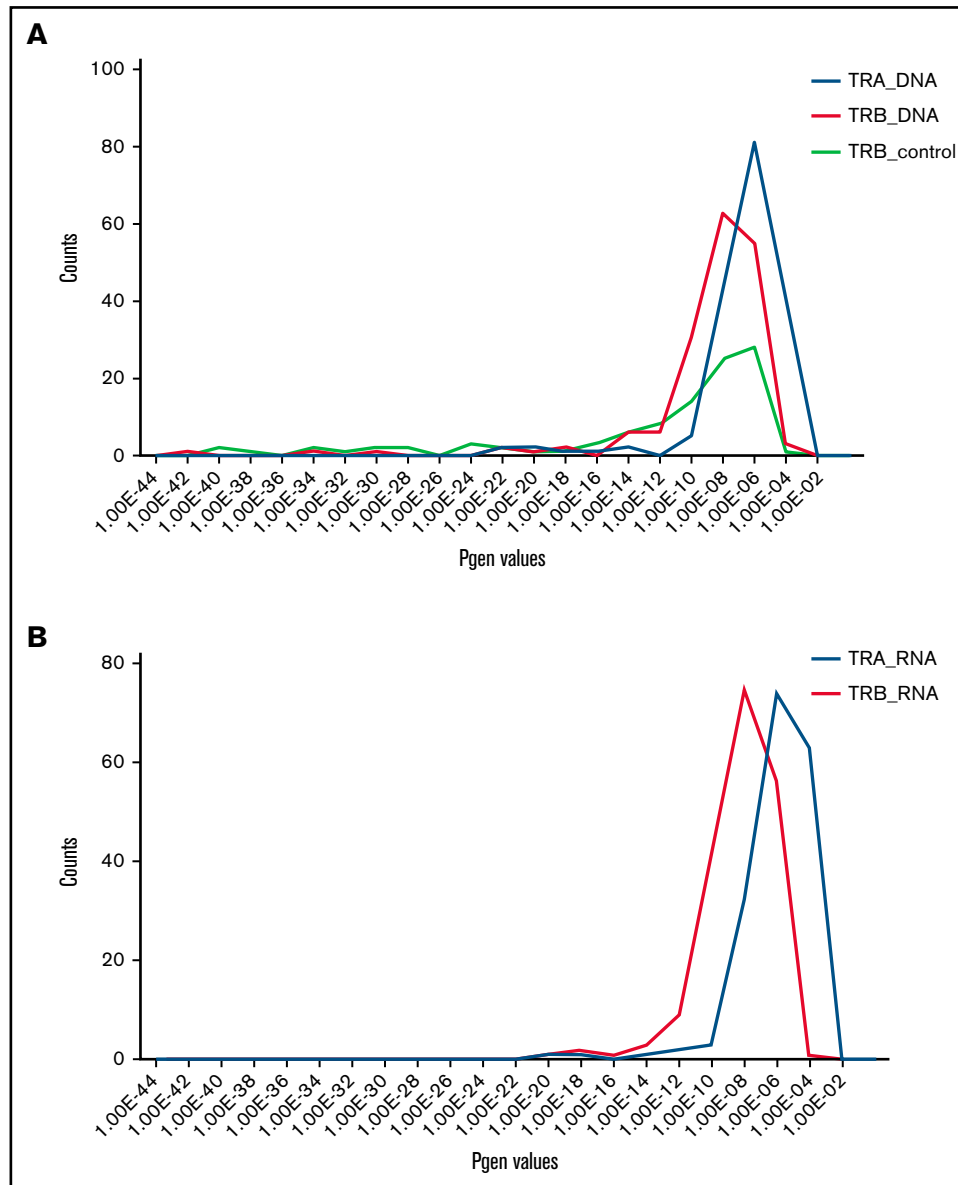 A
100
80
60
40
20
0
Counts
TRA_DNA
TRB_DNA
TRB_control
1.00E-44
1.00E-42
1.00E-40
1.00E-38
1.00E-36
1.00E-34
1.00E-32
1.00E-30
1.00E-28
1.00E-26
1.00E-24
1.00E-22
1.00E-20
1.00E-18
1.00E-16
1.00E-14
1.00E-12
1.00E-10
1.00E-08
1.00E-06
1.00E-04
1.00E-02
Pgen values
B
80
60
40
20
0
Counts
TRA_RNA
TRB_RNA
1.00E-44
1.00E-42
1.00E-40
1.00E-38
1.00E-36
1.00E-34
1.00E-32
1.00E-30
1.00E-28
1.00E-26
1.00E-24
1.00E-22
1.00E-20
1.00E-18
1.00E-16
1.00E-14
1.00E-12
1.00E-10
1.00E-08
1.00E-06
1.00E-04
1.00E-02
Pgen values